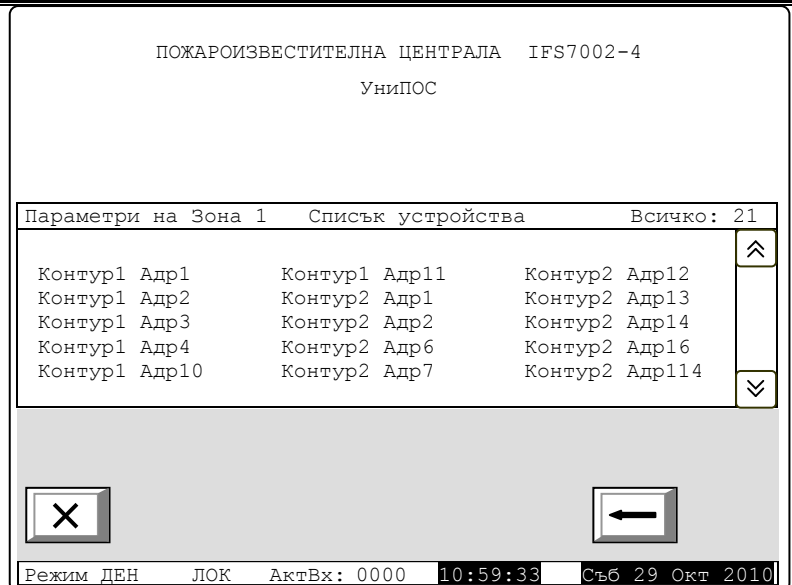 ПОЖАРОИЗВЕСТИТЕЛНА ЦЕНТРАЛА IFS7002-4
УниПОС
Параметри на Зона 1 Списък устройства Всичко: 21
Контур1 Адр1 Контур1 Адр11 Контур2 Адр12
Контур1 Адр2 Контур2 Адр1 Контур2 Адр13
Контур1 Адр3 Контур2 Адр2 Контур2 Адр14
Контур1 Адр4 Контур2 Адр6 Контур2 Адр16
Контур1 Адр10 Контур2 Адр7 Контур2 Адр114
Режим ДЕН ЛОК АктВх: 0000 10:59:33 Съб 29 Окт 2010